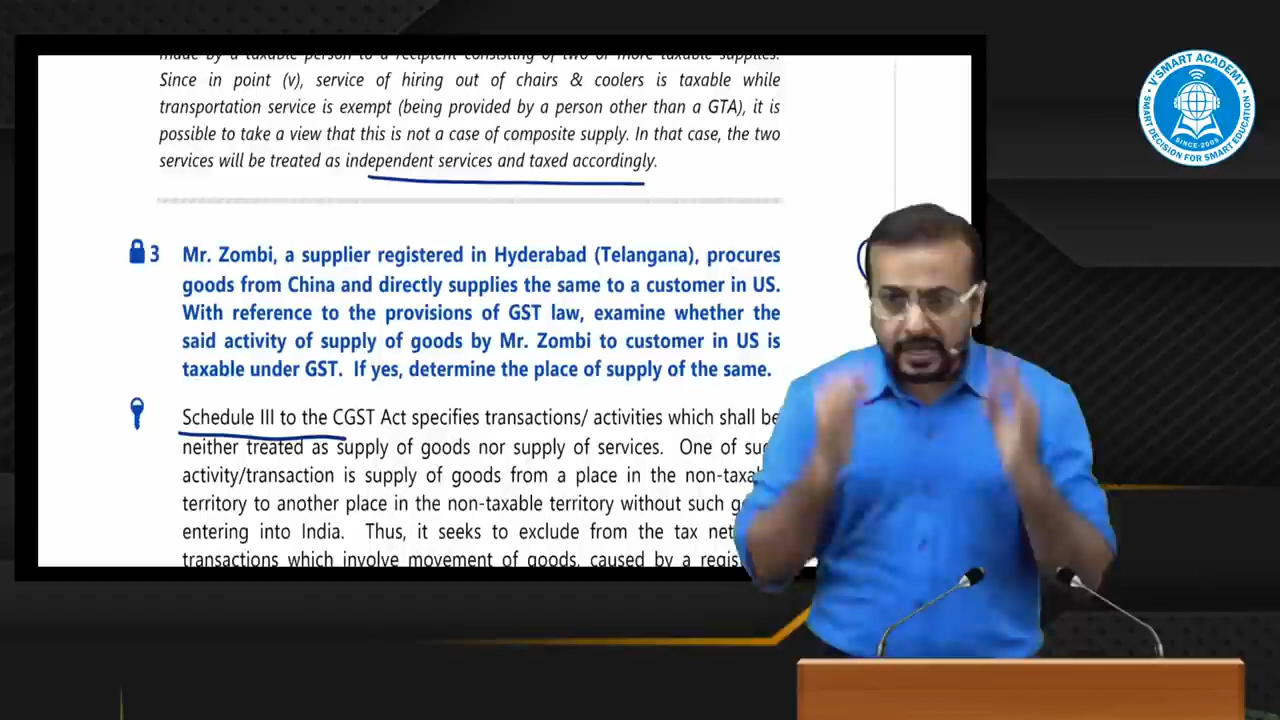 made by a taxable person to a recipient consisting of two or more taxable supplies.
Since in point (v), service of hiring out of chairs & coolers is taxable while
transportation service is exempt (being provided by a person other than a GTA), it is
possible to take a view that this is not a case of composite supply. In that case, the two
services will be treated as independent services and taxed accordingly.
3 Mr. Zombi, a supplier registered in Hyderabad (Telangana), procures
goods from China and directly supplies the same to a customer in US.
With reference to the provisions of GST law, examine whether the
said activity of supply of goods by Mr. Zombi to customer in US is
taxable under GST. If yes, determine the place of supply of the same.
Schedule III to the CGST Act specifies transactions/ activities which shall be
neither treated as supply of goods nor supply of services. One of
activity/transaction is supply of goods from a place in the
territory to another place in the non-taxable territory without such
entering into India. Thus, it seeks to exclude from the tax
transactions which involve movement of goods, caused by a
V'SMART ACADEMY
SMART DECISION FOR SMART EDUCATION
SINCE-2009